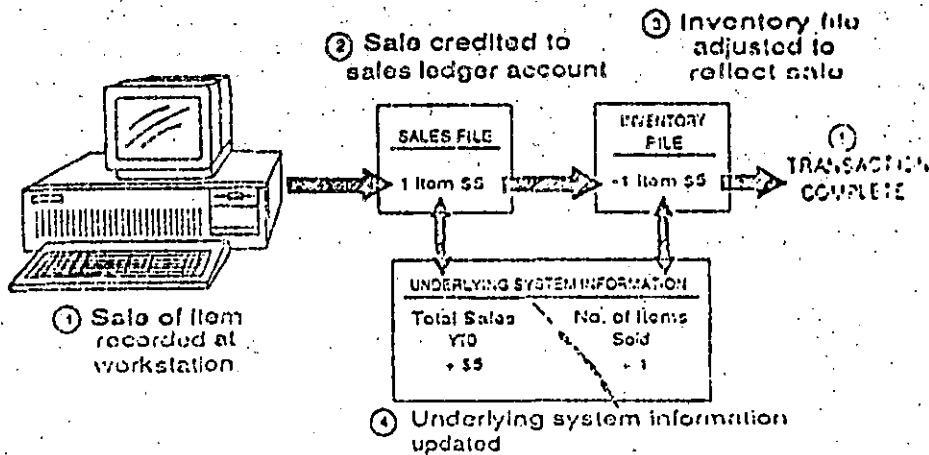 ① Sale of item
recorded at
workstation
② Sale credited to
sales ledger account
SALES FILE
1 Item $5
③ Inventory file
adjusted to
reflect sale
INVENTORY
FILE
-1 Item $5
TRANSACTION
COMPLETE
UNDERLYING SYSTEM INFORMATION
Total Sales
YTD
+ $5
No. of Items
Sold
④ Underlying system information
updated